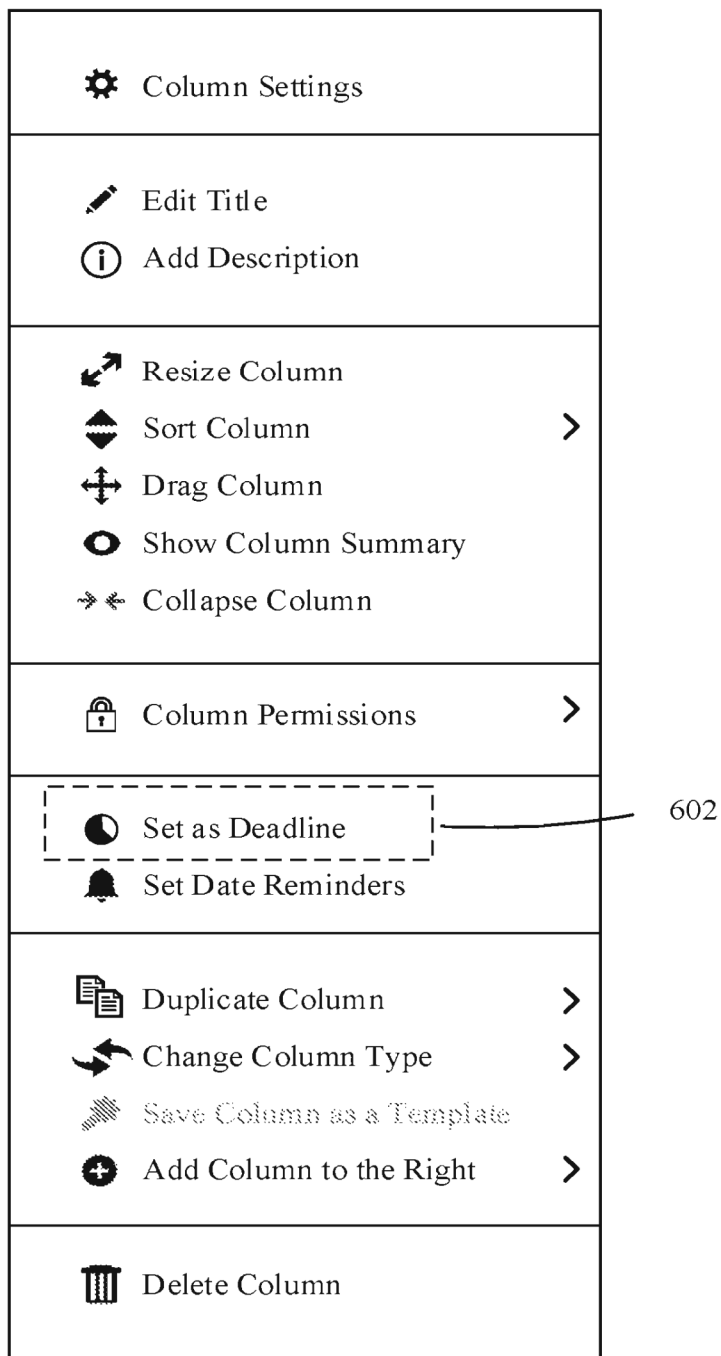 Column Settings
Edit Title
Add Description
Resize Column
Sort Column
Drag Column
Show Column Summary
Collapse Column
Column Permissions
Set as Deadline
602
Set Date Reminders
Duplicate Column
Change Column Type
Save Column as a Template
Add Column to the Right
Delete Column